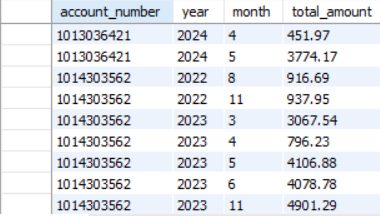 account_number year month total_amount
1013036421 2024 4 451.97
1013036421 2024 5 3774.17
1014303562 2022 8 916.69
1014303562 2022 11 937.95
1014303562 2023 3 3067.54
1014303562 2023 4 796.23
1014303562 2023 5 4106.88
1014303562 2023 6 4078.78
1014303562 2023 11 4901.29